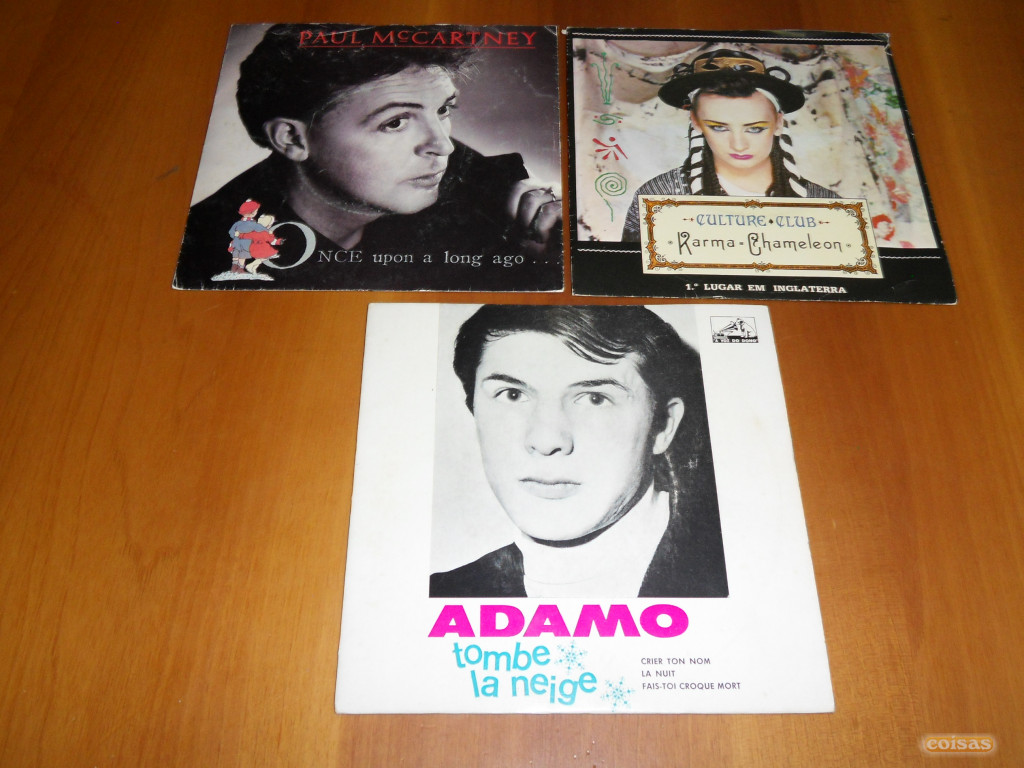 PAUL McCARTNEY
ONCE upon a long ago . . .
CULTURE ♦ CLUB
Karma Chameleon
1.º LUGAR EM INGLATERRA
"A VOZ DO DONO"
ADAMO
tombe
la neige
CRIER TON NOM
LA NUIT
FAIS-TOI CROQUE MORT
coisas